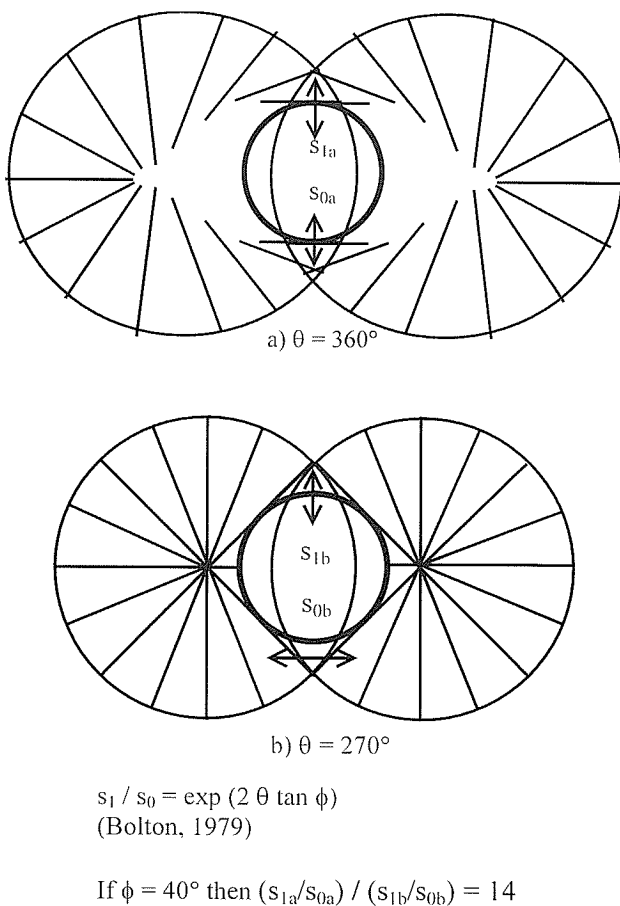 s₁ₐ
s₀ₐ
a) θ = 360°
s₁b
s₀b
b) θ = 270°
s₁ / s₀ = exp (2 θ tan ϕ)
(Bolton, 1979)
If ϕ = 40° then (s₁ₐ/s₀ₐ) / (s₁b/s₀b) = 14